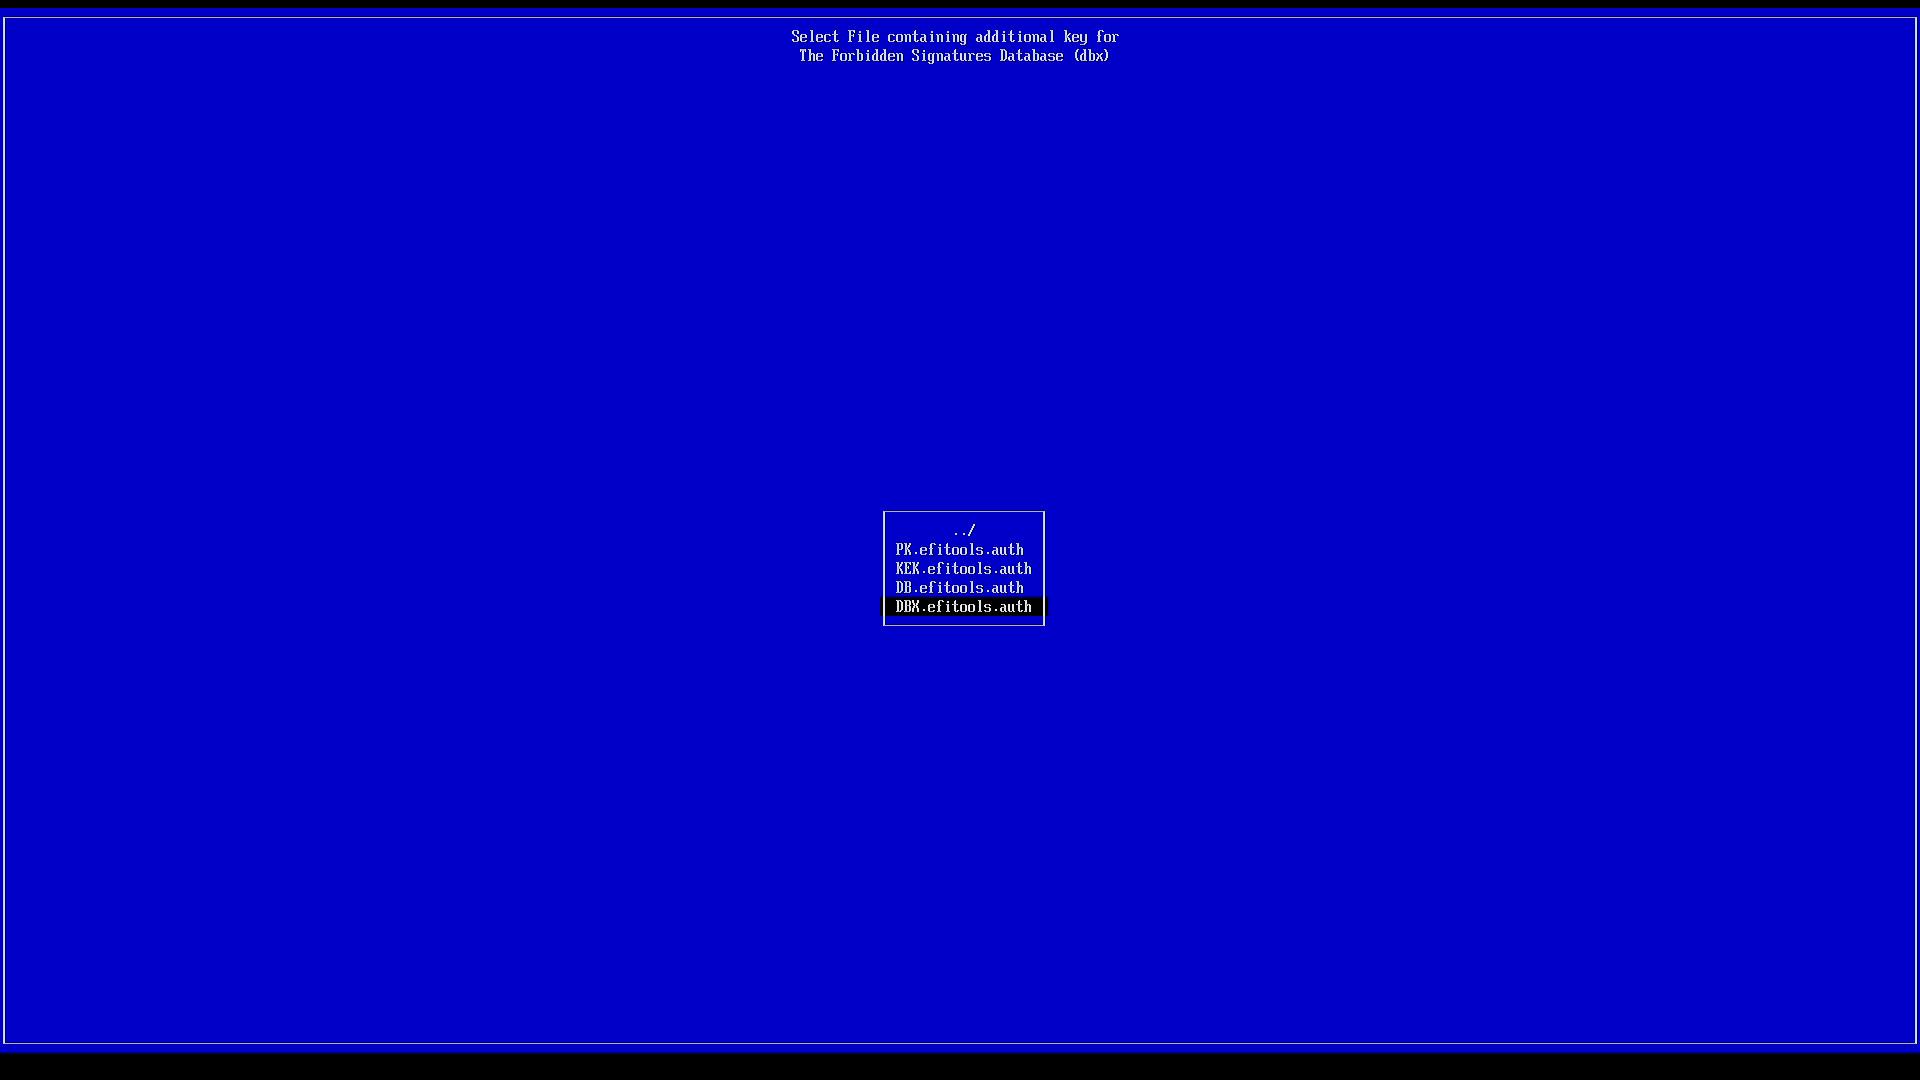 Select File containing additional key for
The Forbidden Signatures Database (dbx)
../
PK.efitools.auth
KEK.efitools.auth
DB.efitools.auth
DBX.efitools.auth